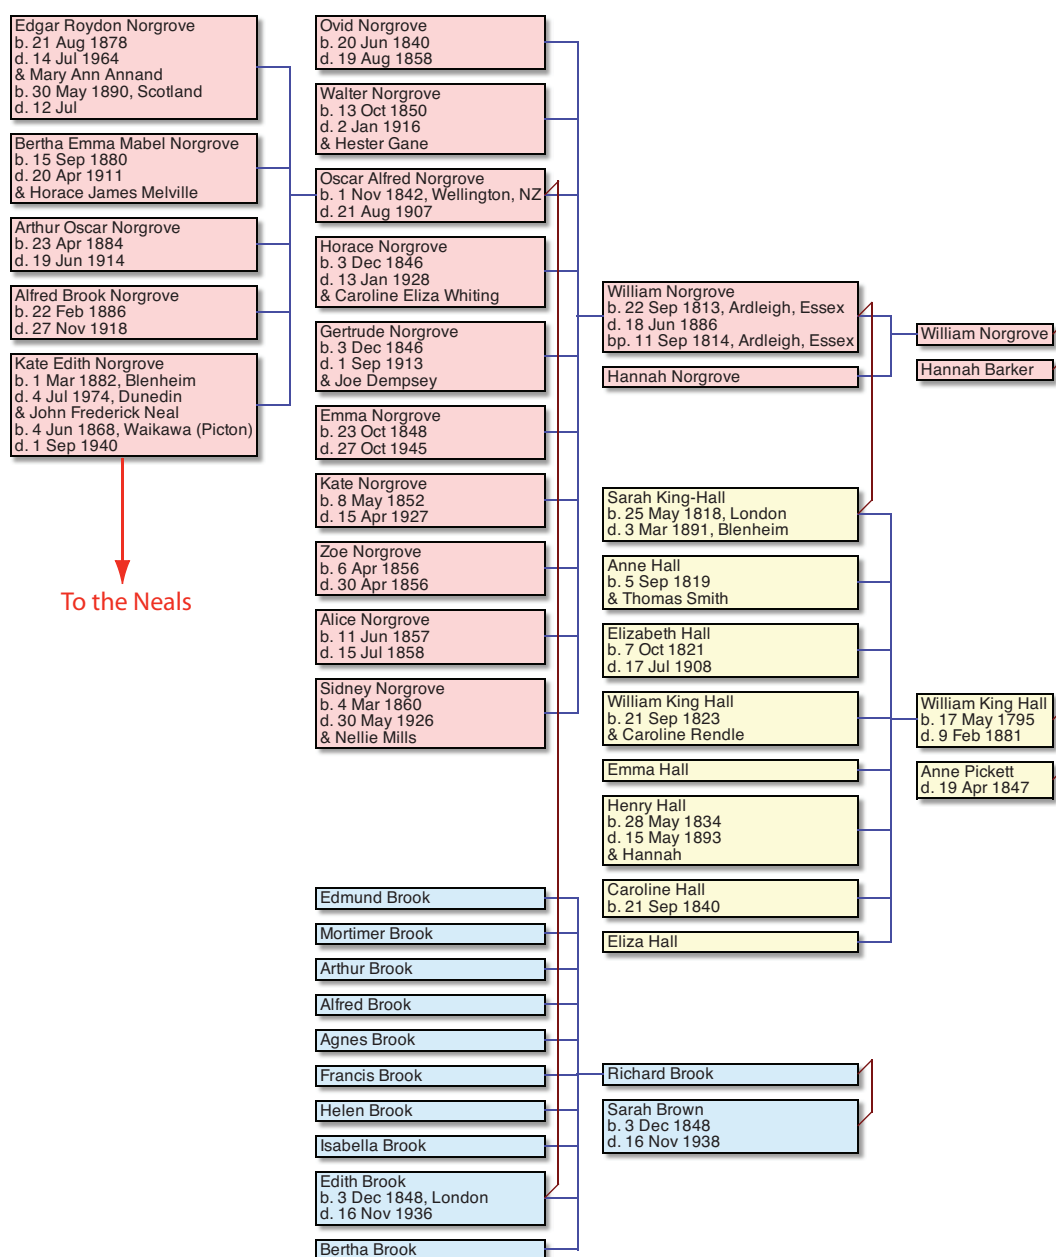 Edgar Roydon Norgrove
b. 21 Aug 1878
d. 14 Jul 1964
& Mary Ann Annand
b. 30 May 1890, Scotland
d. 12 Jul
Bertha Emma Mabel Norgrove
b. 15 Sep 1880
d. 20 Apr 1911
& Horace James Melville
Arthur Oscar Norgrove
b. 23 Apr 1884
d. 19 Jun 1914
Alfred Brook Norgrove
b. 22 Feb 1886
d. 27 Nov 1918
Kate Edith Norgrove
b. 1 Mar 1882, Blenheim
d. 4 Jul 1974, Dunedin
& John Frederick Neal
b. 4 Jun 1868, Waikawa (Picton)
d. 1 Sep 1940
To the Neals
Ovid Norgrove
b. 20 Jun 1840
d. 19 Aug 1858
Walter Norgrove
b. 13 Oct 1850
d. 2 Jan 1916
& Hester Gane
Oscar Alfred Norgrove
b. 1 Nov 1842, Wellington, NZ
d. 21 Aug 1907
Horace Norgrove
b. 3 Dec 1846
d. 13 Jan 1928
& Caroline Eliza Whiting
Gertrude Norgrove
b. 3 Dec 1846
d. 1 Sep 1913
& Joe Dempsey
Emma Norgrove
b. 23 Oct 1848
d. 27 Oct 1945
Kate Norgrove
b. 8 May 1852
d. 15 Apr 1927
Zoe Norgrove
b. 6 Apr 1856
d. 30 Apr 1856
Alice Norgrove
b. 11 Jun 1857
d. 15 Jul 1858
Sidney Norgrove
b. 4 Mar 1860
d. 30 May 1926
& Nellie Mills
Edmund Brook
Mortimer Brook
Arthur Brook
Alfred Brook
Agnes Brook
Francis Brook
Helen Brook
Isabella Brook
Edith Brook
b. 3 Dec 1848, London
d. 16 Nov 1936
Bertha Brook
William Norgrove
b. 22 Sep 1813, Ardleigh, Essex
d. 18 Jun 1886
bp. 11 Sep 1814, Ardleigh, Essex
Hannah Norgrove
Sarah King-Hall
b. 25 May 1818, London
d. 3 Mar 1891, Blenheim
Anne Hall
b. 5 Sep 1819
& Thomas Smith
Elizabeth Hall
b. 7 Oct 1821
d. 17 Jul 1908
William King Hall
b. 21 Sep 1823
& Caroline Rendle
Emma Hall
Henry Hall
b. 28 May 1834
d. 15 May 1893
& Hannah
Caroline Hall
b. 21 Sep 1840
Eliza Hall
Richard Brook
Sarah Brown
b. 3 Dec 1848
d. 16 Nov 1938
William Norgrove
Hannah Barker
William King Hall
b. 17 May 1795
d. 9 Feb 1881
Anne Pickett
d. 19 Apr 1847